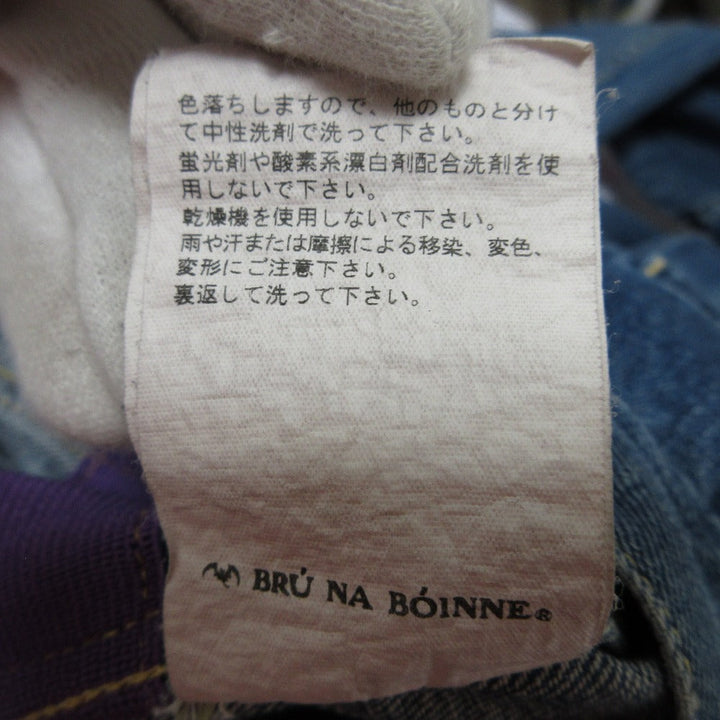 色落ちしますので、他のものと分け
て中性洗剤で洗って下さい。
蛍光剤や酸素系漂白剤配合洗剤を使
用しないで下さい。
乾燥機を使用しないで下さい。
雨や汗または摩擦による移染、変色、
変形にご注意下さい。
裏返して洗って下さい。
BRÚ NA BÓINNE®